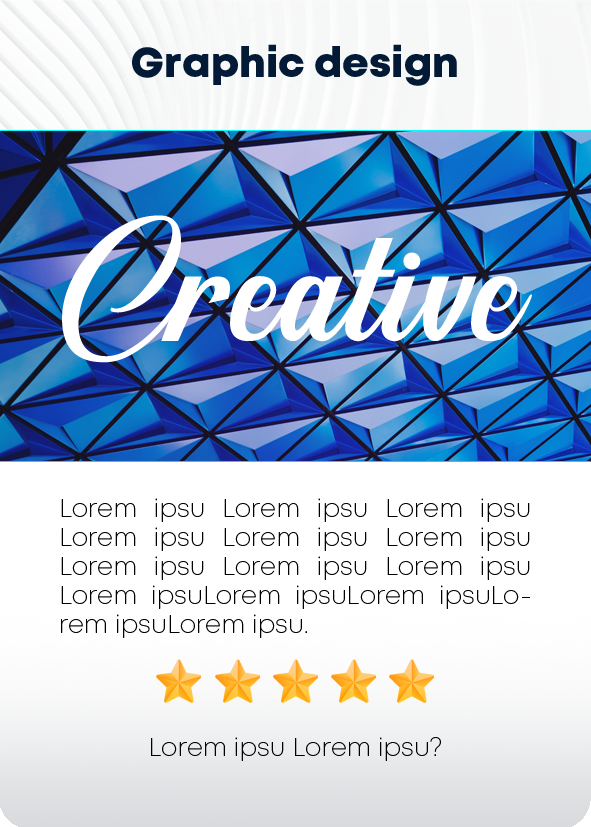 Graphic design
Creative
Lorem ipsu Lorem ipsu Lorem ipsu
Lorem ipsu Lorem ipsu Lorem ipsu
Lorem ipsu Lorem ipsu Lorem ipsu
Lorem ipsuLorem ipsuLorem ipsuLo-
rem ipsuLorem ipsu.
Lorem ipsu Lorem ipsu?